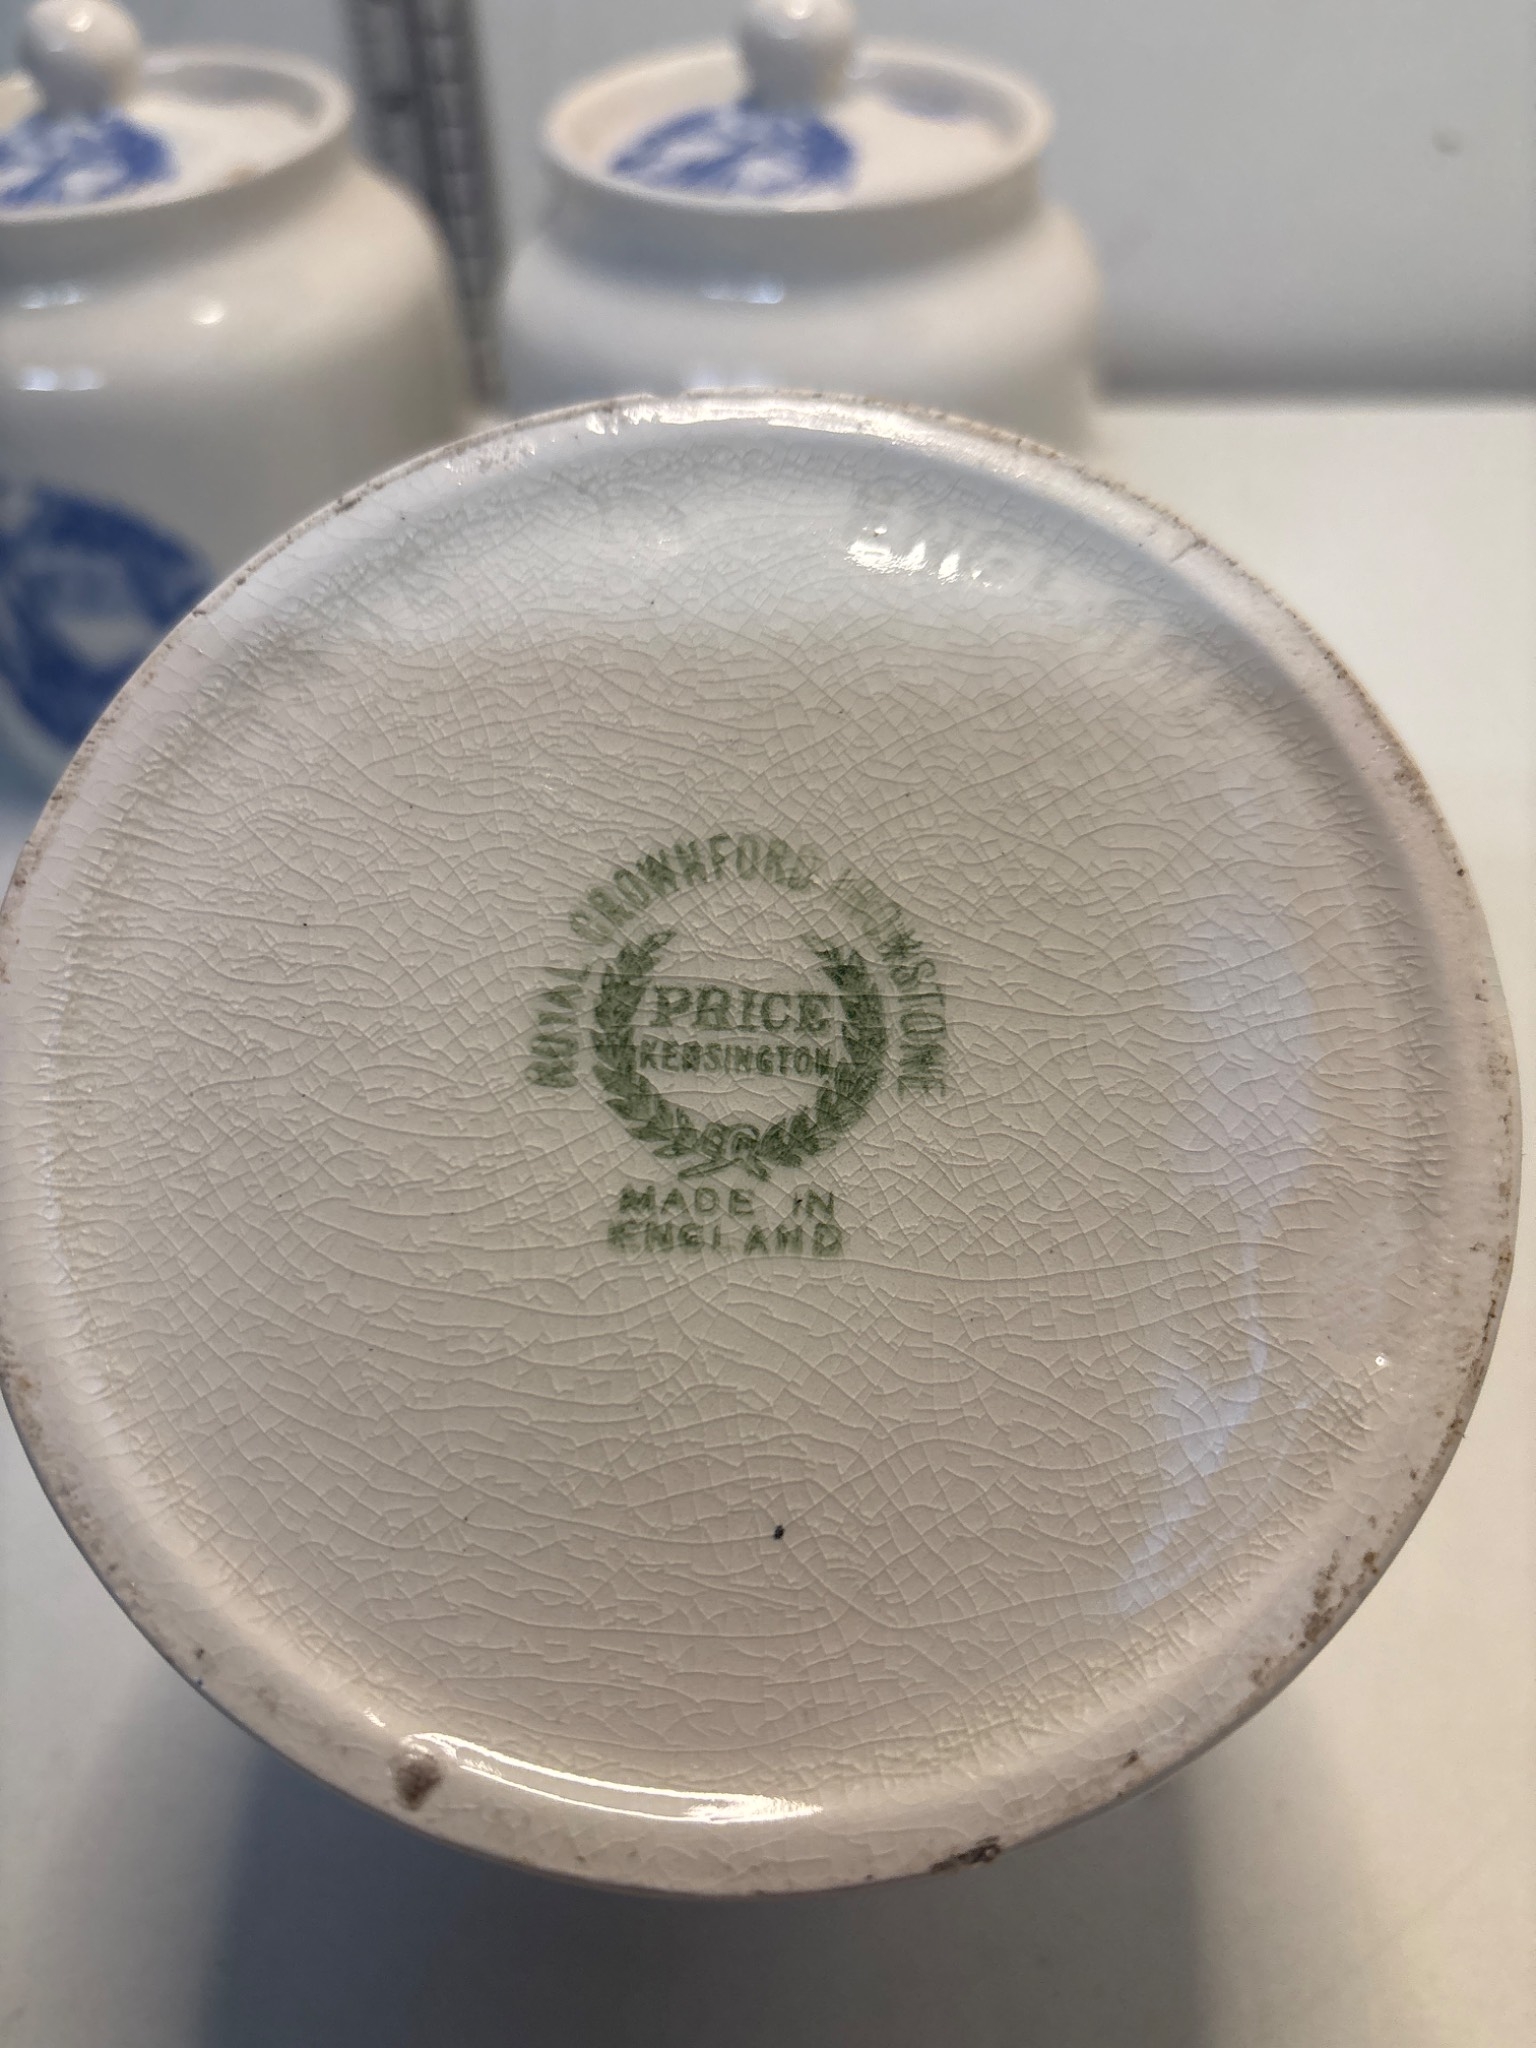 ROYAL CROWNFORD IRONSTONE
PRICE
KENSINGTON
MADE IN
ENGLAND